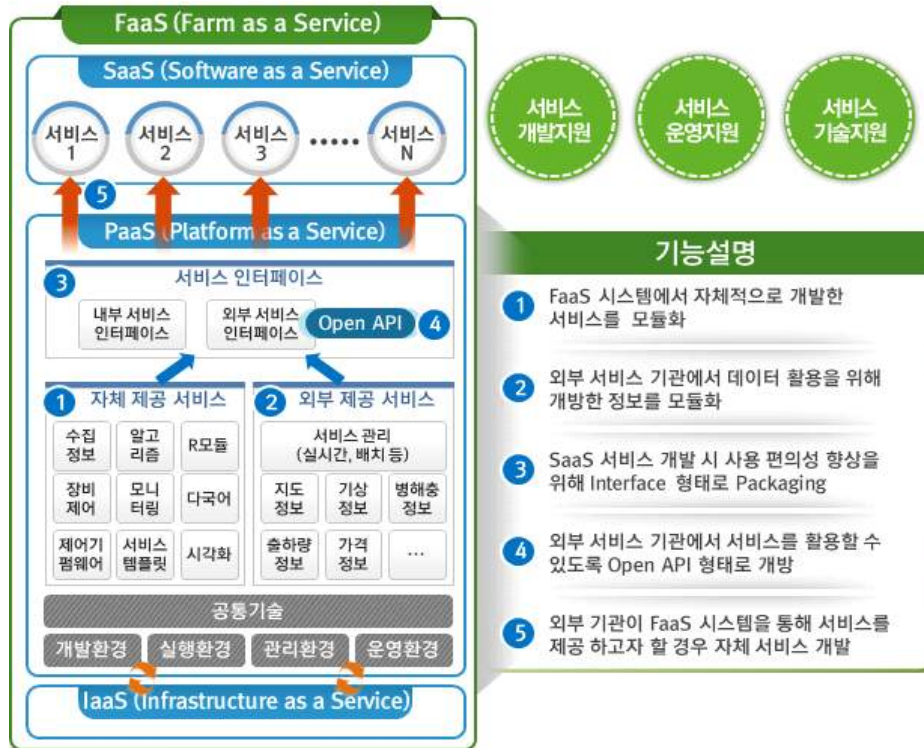 FaaS (Farm as a Service)
SaaS (Software as a Service)
서비스
1
서비스
2
서비스
3
•••••
서비스
N
5
PaaS (Platform as a Service)
3
서비스 인터페이스
내부 서비스
인터페이스
외부 서비스
인터페이스
Open API
4
1
자체 제공 서비스
수집
정보
알고
리즘
R모듈
장비
제어
모니
터링
다국어
제어기
펌웨어
서비스
템플릿
시각화
2
외부 제공 서비스
서비스 관리
(실시간, 배치 등)
지도
정보
기상
정보
병해충
정보
출하량
정보
가격
정보
...
공통기술
개발환경
실행환경
관리환경
운영환경
IaaS (Infrastructure as a Service)
서비스
개발지원
서비스
운영지원
서비스
기술지원
기능설명
1
FaaS 시스템에서 자체적으로 개발한
서비스를 모듈화
2
외부 서비스 기관에서 데이터 활용을 위해
개방한 정보를 모듈화
3
SaaS 서비스 개발 시 사용 편의성 향상을
위해 Interface 형태로 Packaging
4
외부 서비스 기관에서 서비스를 활용할 수
있도록 Open API 형태로 개방
5
외부 기관이 FaaS 시스템을 통해 서비스를
제공 하고자 할 경우 자체 서비스 개발